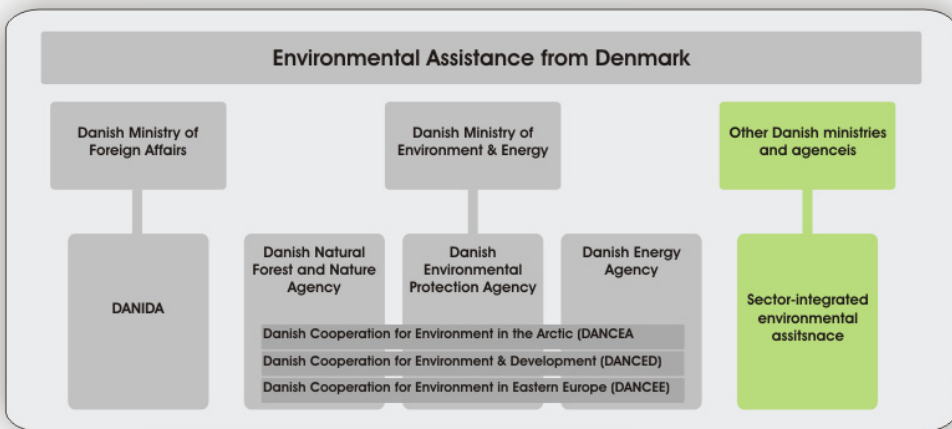 Environmental Assistance from Denmark
Danish Ministry of
Foreign Affairs
Danish Ministry of
Environment & Energy
Other Danish ministries
and agenceis
DANIDA
Danish Natural
Forest and Nature
Agency
Danish
Environmental
Protection Agency
Danish Energy
Agency
Sector-integrated
environmental
assitsnace
Danish Cooperation for Environment in the Arctic (DANCEA
Danish Cooperation for Environment & Development (DANCED)
Danish Cooperation for Environment in Eastern Europe (DANCEE)